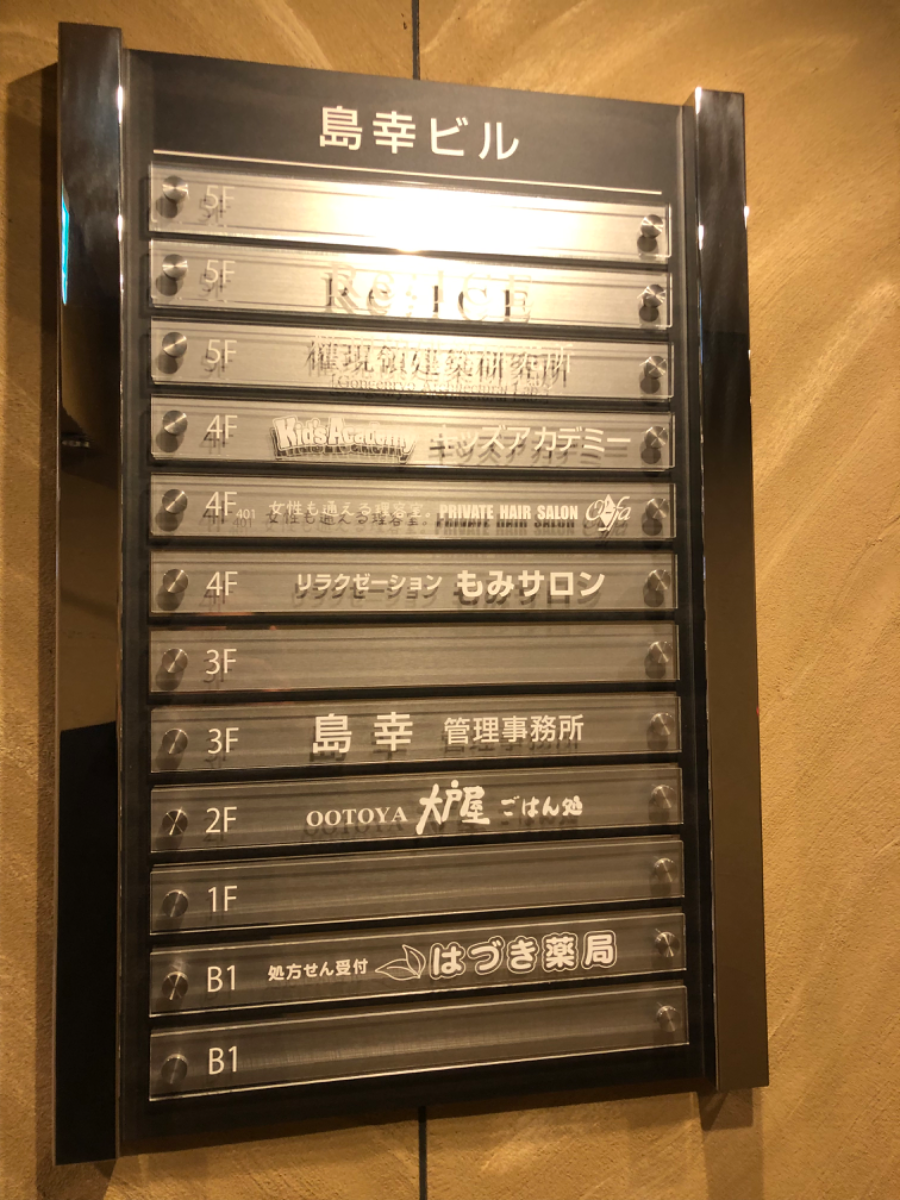 島幸ビル
5F
5F Re:ICE
5F 權現領建築研究所
4F Kid's Academy キッズアカデミー
4F 401 女性も通える理容室。PRIVATE HAIR SALON
4F リラクゼーション もみサロン
3F
3F 島幸 管理事務所
2F OOTOYA 大戸屋 ごはん処
1F
B1 処方せん受付 はづき薬局
B1